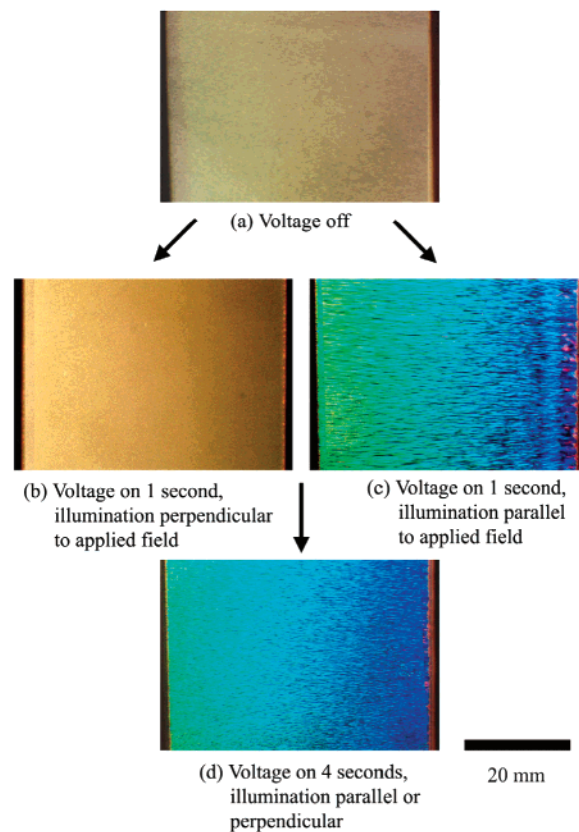 (a) Voltage off
(b) Voltage on 1 second,
illumination perpendicular
to applied field
(c) Voltage on 1 second,
illumination parallel
to applied field
(d) Voltage on 4 seconds,
illumination parallel or
perpendicular
20 mm